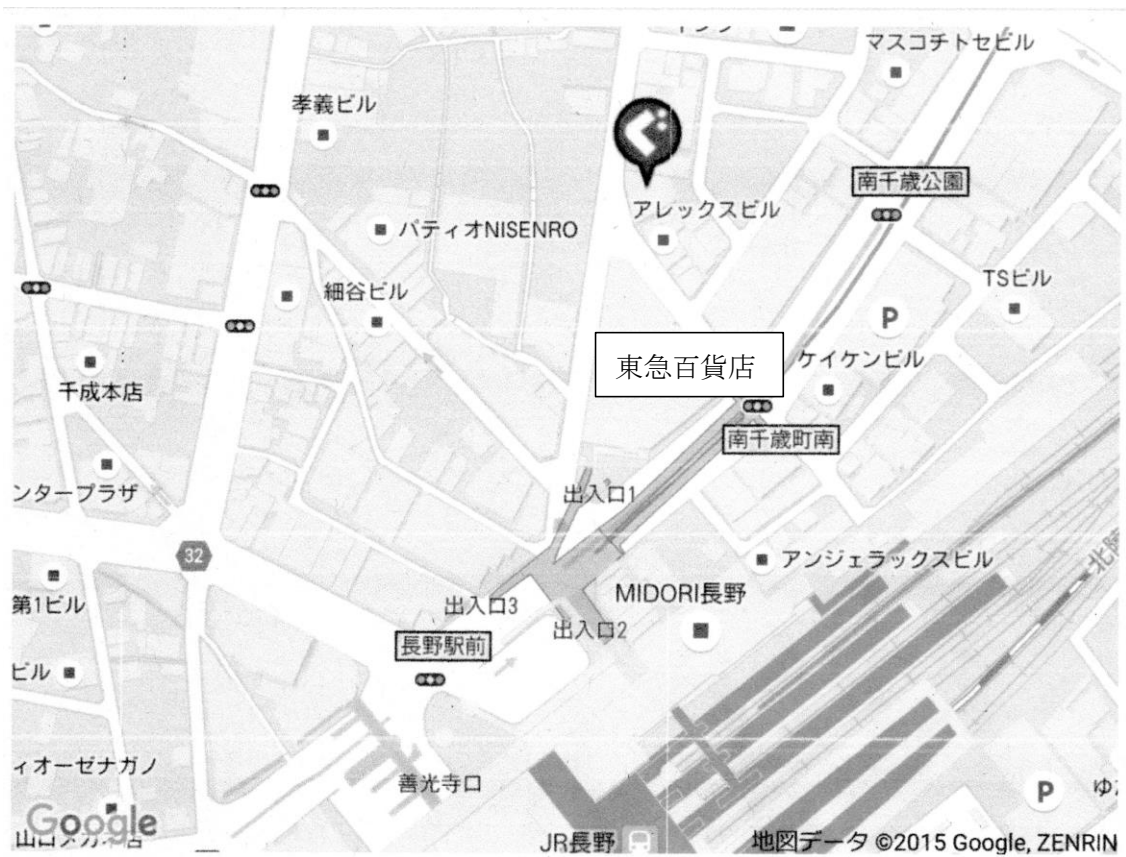 マスコチトセビル
孝義ビル
ぐ
南千歳公園
アレックスビル
パティオNISENRO
TSビル
細谷ビル
P
東急百貨店
ケイケンビル
千成本店
南千歳町南
ンタープラザ
出入口1
32
アンジェラックスビル
第1ビル
MIDORI長野
出入口3
出入口2
長野駅前
ビル
ィオーゼナガノ
善光寺口
P
Google
JR長野
地図データ ©2015 Google, ZENRIN